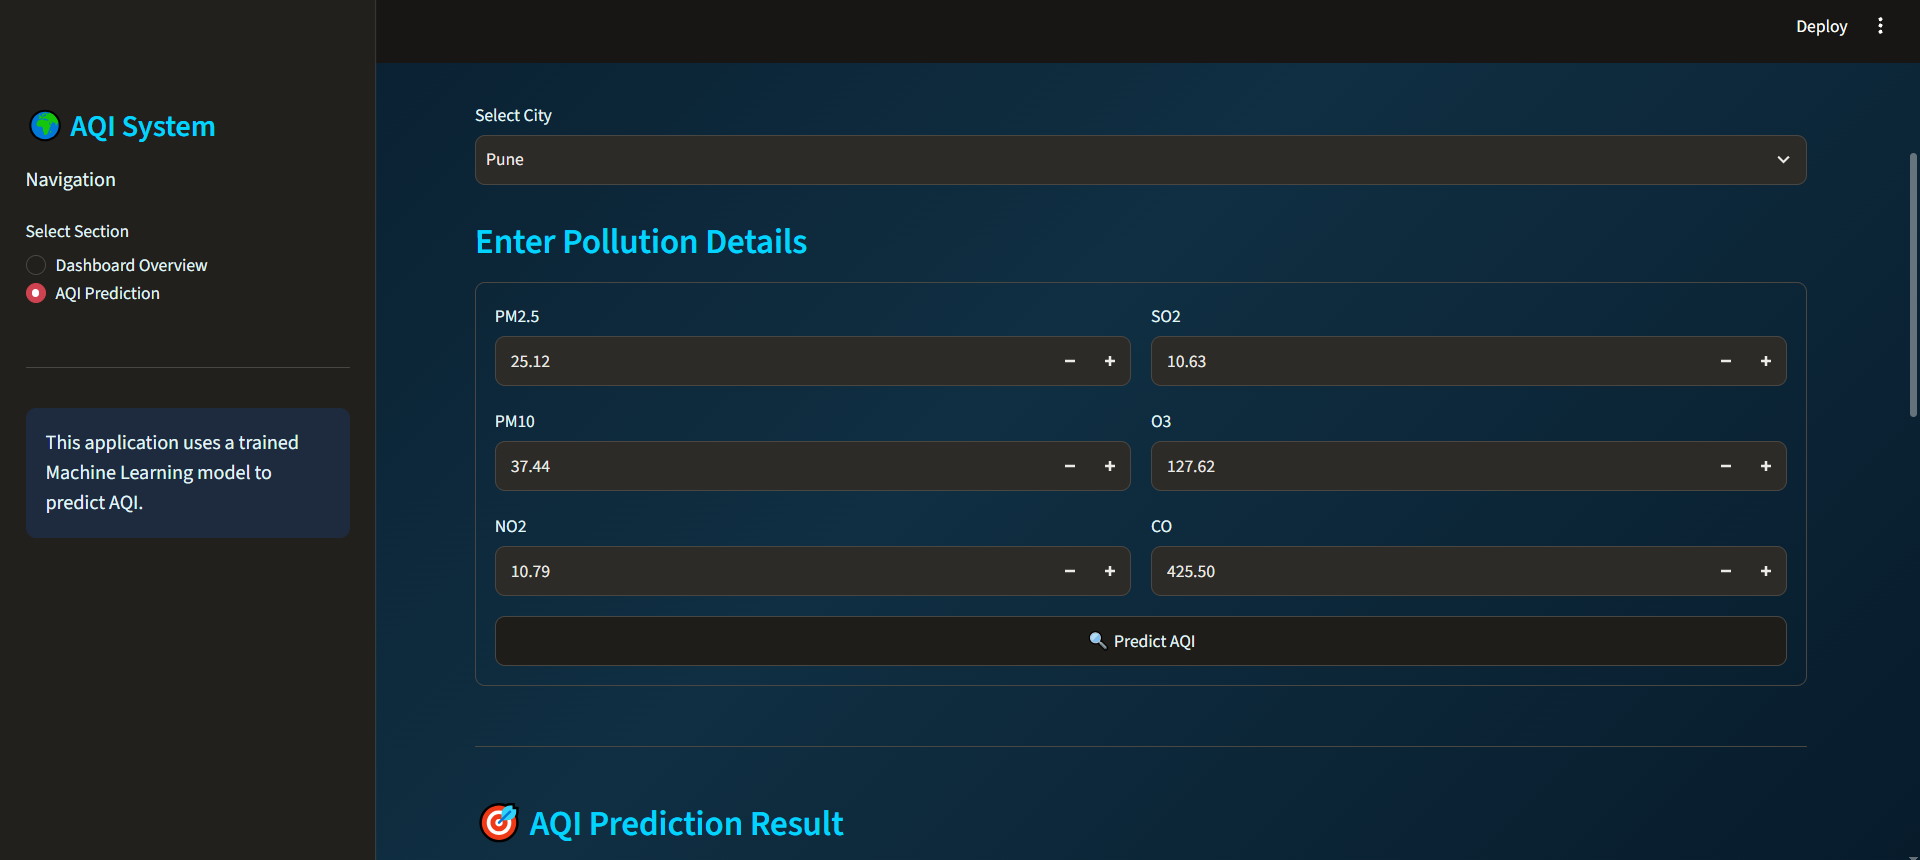 Deploy
AQI System
Navigation
Select Section
Dashboard Overview
AQI Prediction
This application uses a trained
Machine Learning model to
predict AQI.
Select City
Pune
Enter Pollution Details
PM2.5
25.12
SO2
10.63
PM10
37.44
O3
127.62
NO2
10.79
CO
425.50
Predict AQI
AQI Prediction Result